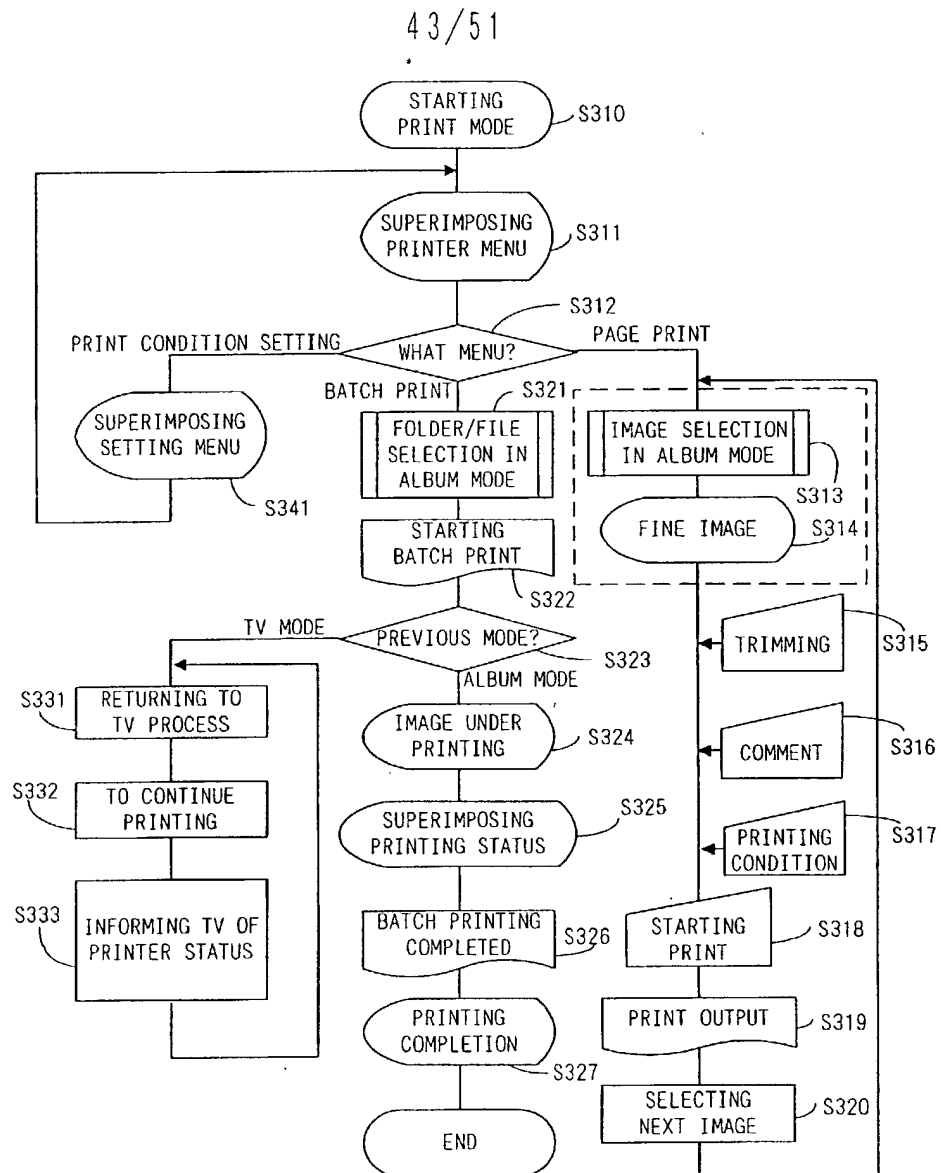 43/51
STARTING
PRINT MODE
S310
SUPERIMPOSING
PRINTER MENU
S311
S312
PRINT CONDITION SETTING
WHAT MENU?
PAGE PRINT
BATCH PRINT
S321
SUPERIMPOSING
SETTING MENU
S341
FOLDER/FILE
SELECTION IN
ALBUM MODE
IMAGE SELECTION
IN ALBUM MODE
S313
FINE IMAGE
S314
STARTING
BATCH PRINT
S322
TV MODE
PREVIOUS MODE?
S323
ALBUM MODE
TRIMMING
S315
S331
RETURNING TO
TV PROCESS
IMAGE UNDER
PRINTING
S324
COMMENT
S316
S332
TO CONTINUE
PRINTING
SUPERIMPOSING
PRINTING STATUS
S325
PRINTING
CONDITION
S317
S333
INFORMING TV OF
PRINTER STATUS
BATCH PRINTING
COMPLETED
S326
STARTING
PRINT
S318
PRINTING
COMPLETION
S327
PRINT OUTPUT
S319
SELECTING
NEXT IMAGE
S320
END